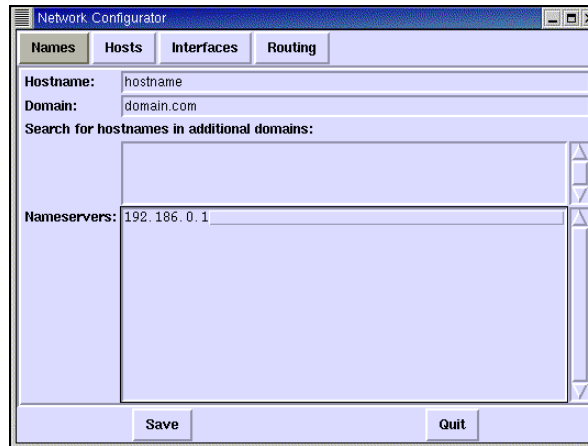 Network Configurator
Names Hosts Interfaces Routing
Hostname: hostname
Domain: domain.com
Search for hostnames in additional domains:
Nameservers: 192.186.0.1
Save Quit